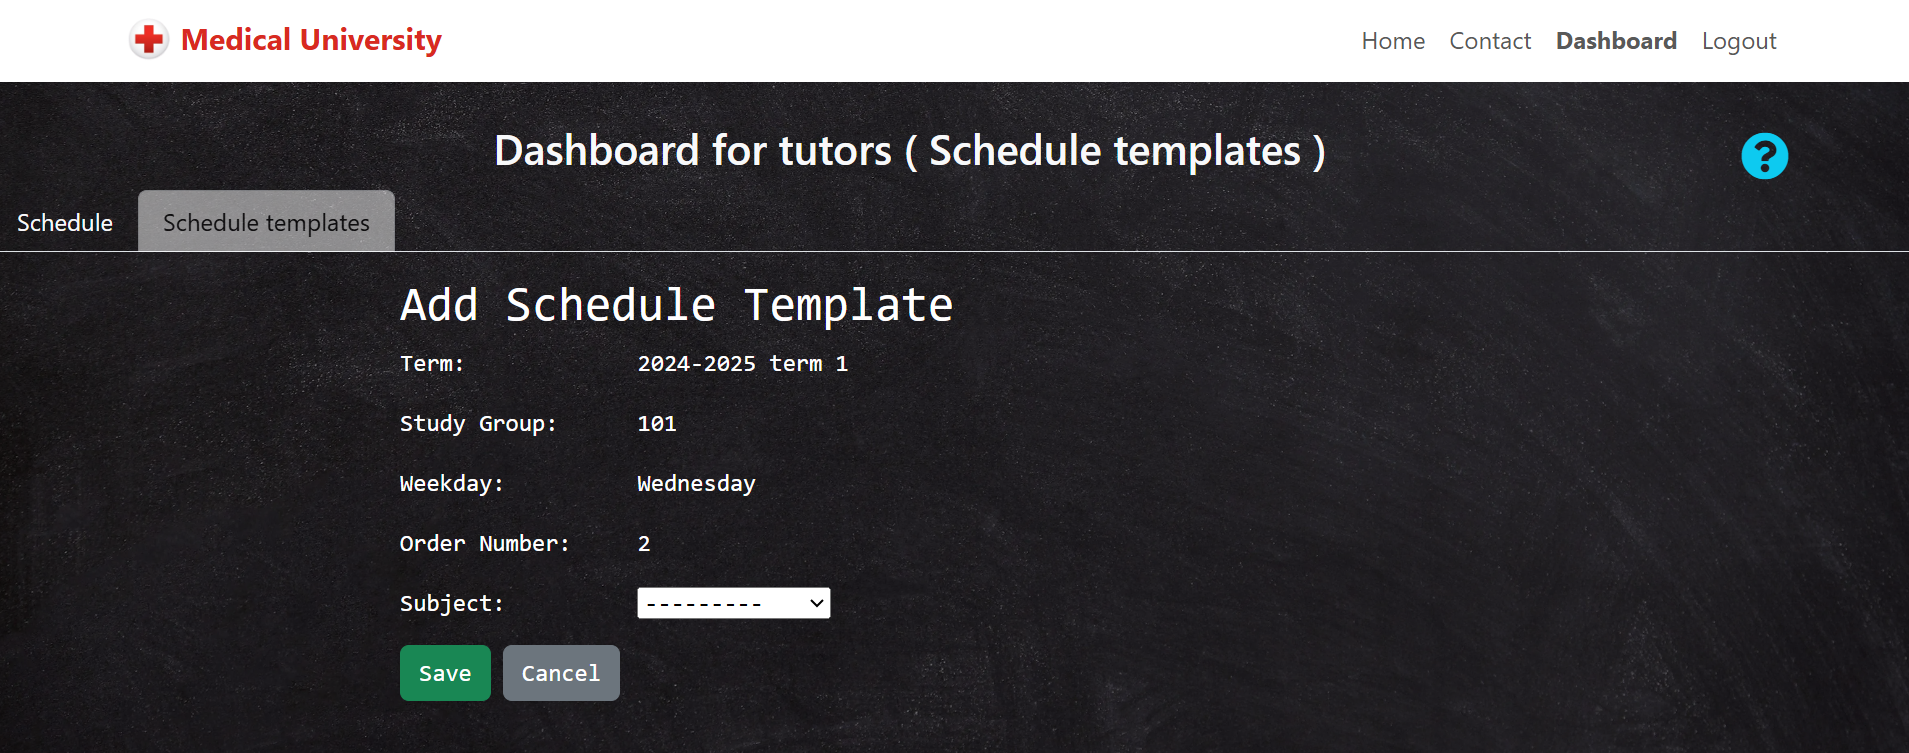 Medical University
Home Contact Dashboard Logout
Dashboard for tutors ( Schedule templates )
?
Schedule Schedule templates
Add Schedule Template
Term: 2024-2025 term 1
Study Group: 101
Weekday: Wednesday
Order Number: 2
Subject: ---------
Save Cancel